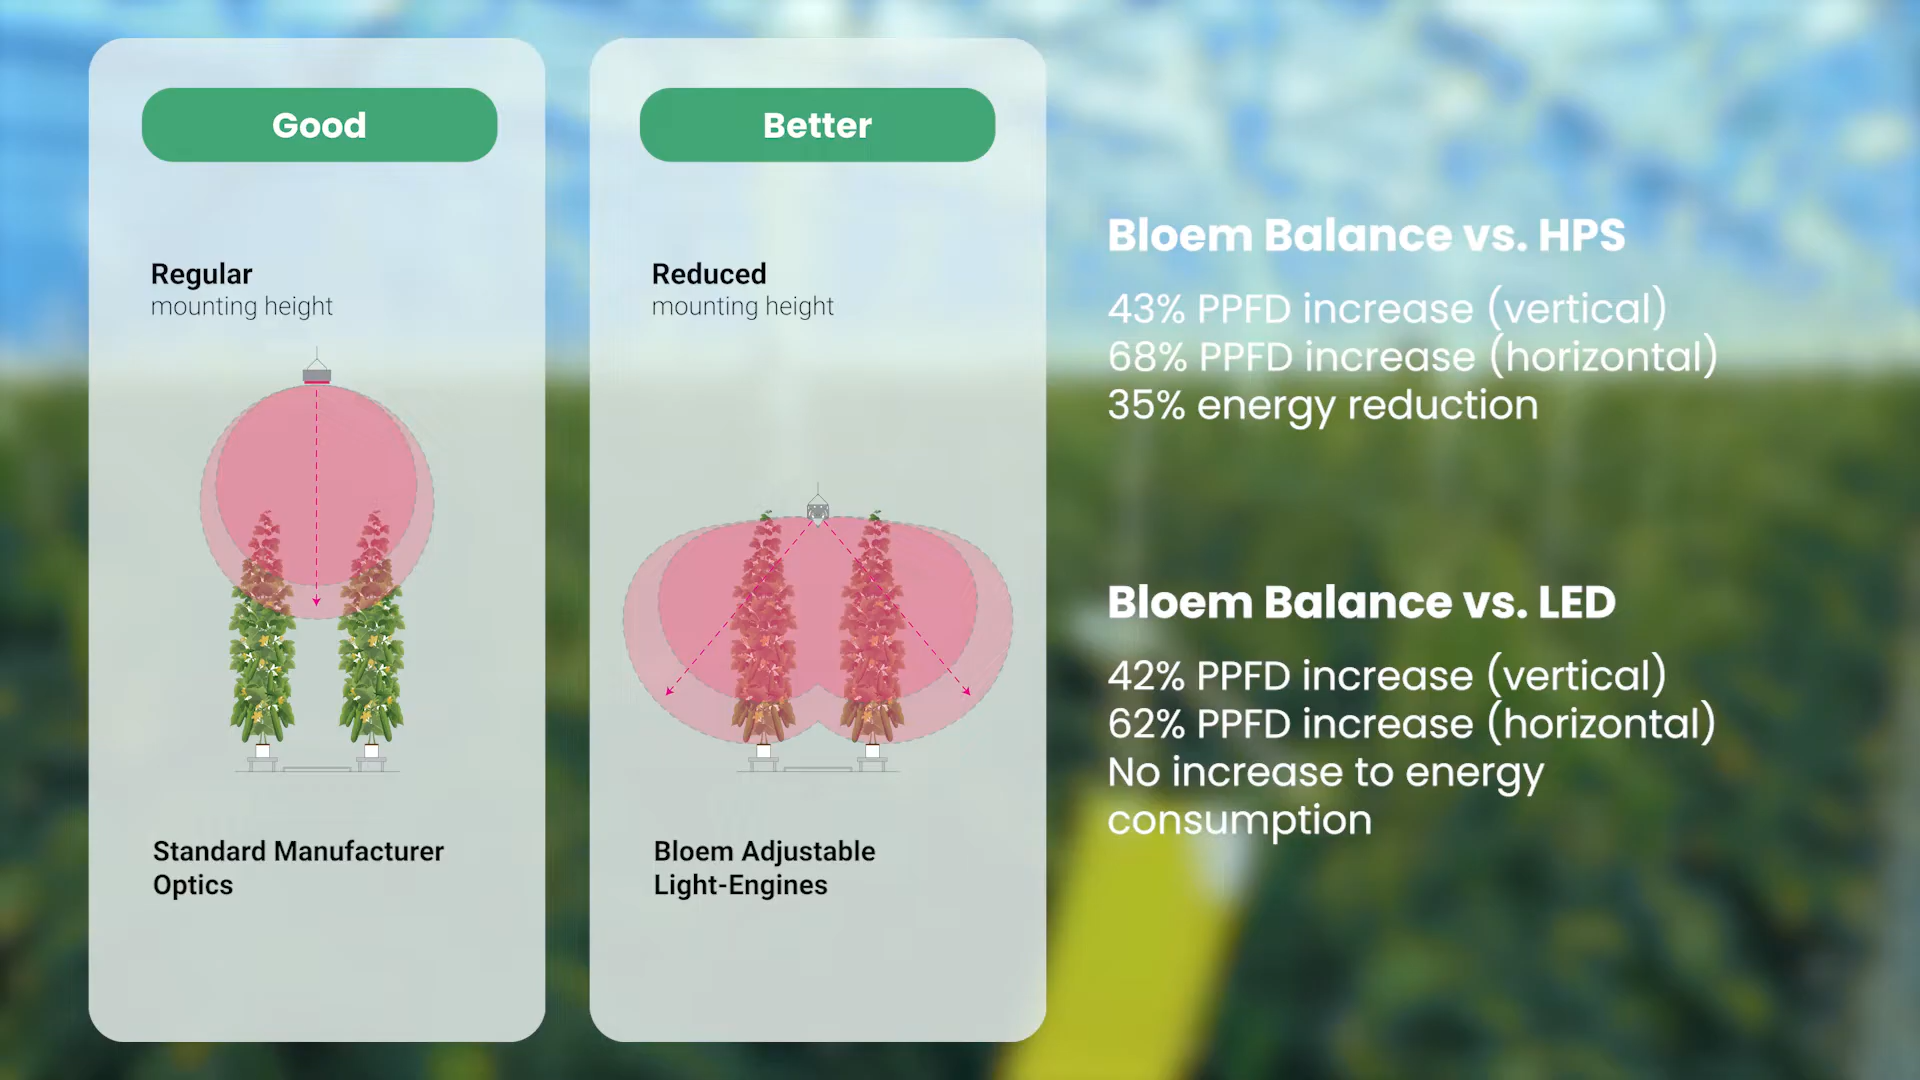 Good
Regular
mounting height
Standard Manufacturer
Optics
Better
Reduced
mounting height
Bloem Adjustable
Light-Engines
Bloem Balance vs. HPS
43% PPFD increase (vertical)
68% PPFD increase (horizontal)
35% energy reduction
Bloem Balance vs. LED
42% PPFD increase (vertical)
62% PPFD increase (horizontal)
No increase to energy
consumption